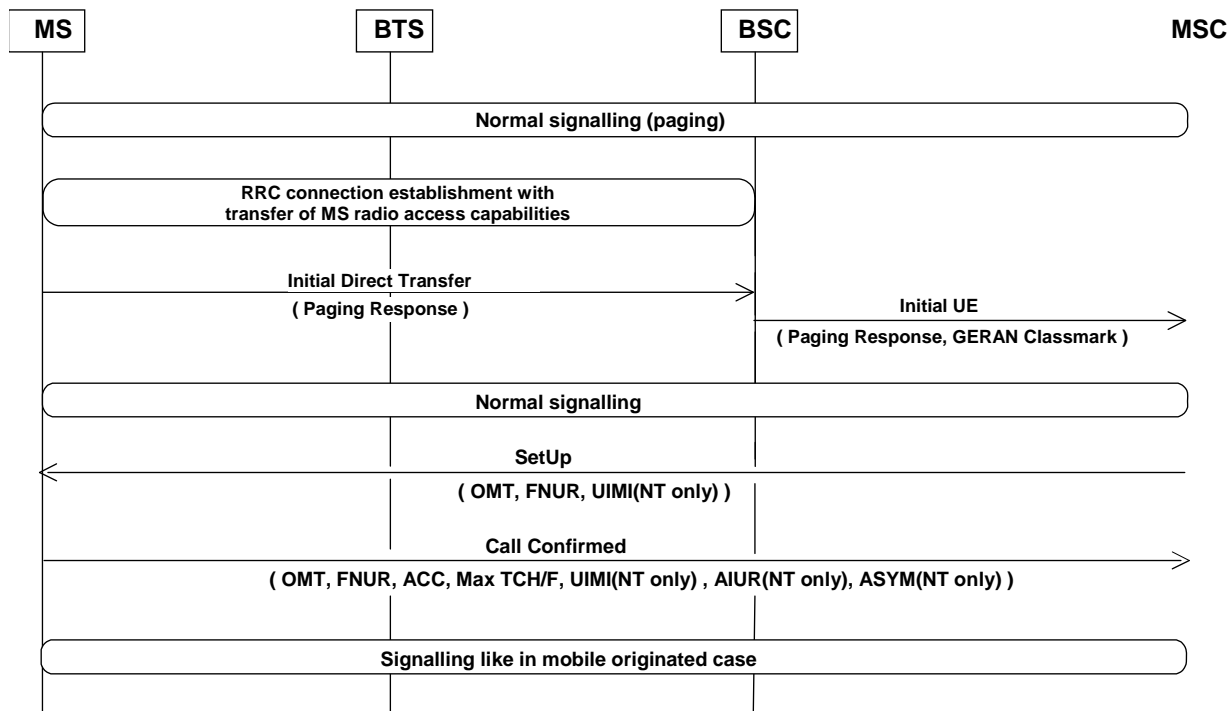 MS BTS BSC MSC
Normal signalling (paging)
RRC connection establishment with
transfer of MS radio access capabilities
Initial Direct Transfer
( Paging Response )
Initial UE
( Paging Response, GERAN Classmark )
Normal signalling
SetUp
( OMT, FNUR, UIMI(NT only) )
Call Confirmed
( OMT, FNUR, ACC, Max TCH/F, UIMI(NT only) , AIUR(NT only), ASYM(NT only) )
Signalling like in mobile originated case